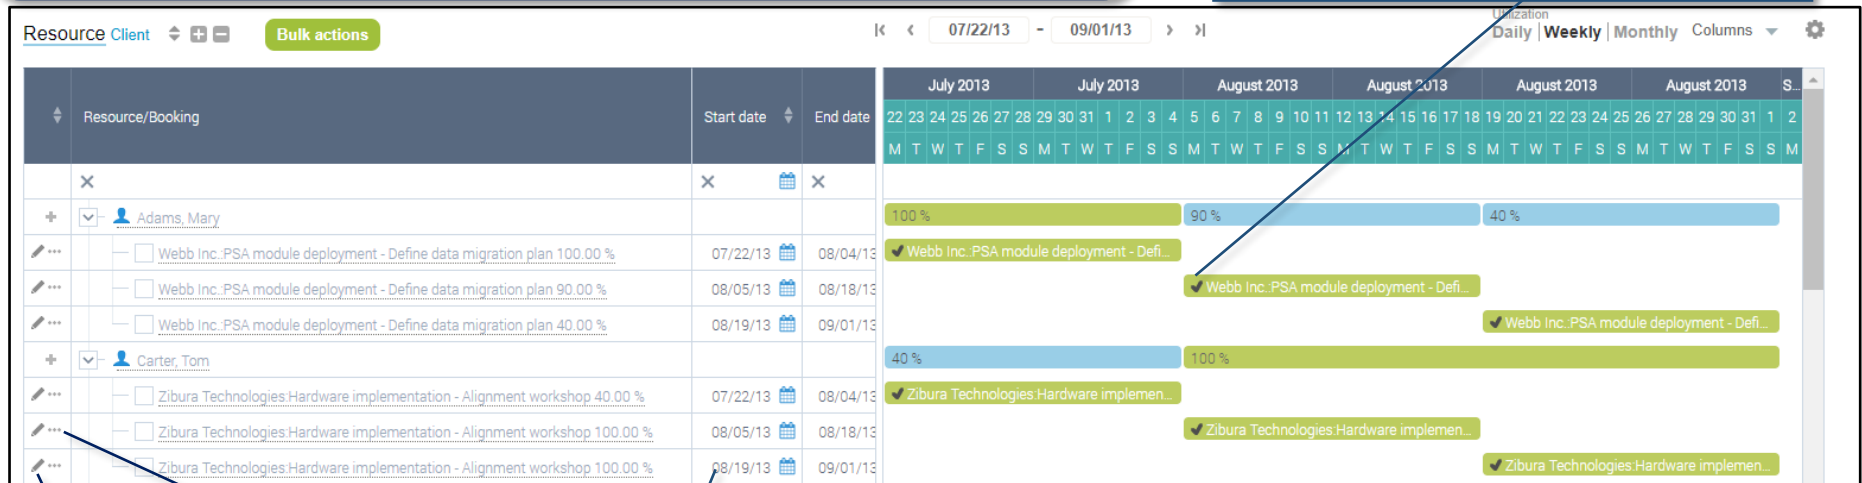 Utilization
Resource Client Bulk actions 07/22/13 - 09/01/13 Daily | Weekly | Monthly Columns
July 2013 July 2013 August 2013 August 2013 August 2013 August 2013 S...
Resource/Booking Start date End date 22 23 24 25 26 27 28 29 30 31 1 2 3 4 5 6 7 8 9 10 11 12 13 14 15 16 17 18 19 20 21 22 23 24 25 26 27 28 29 30 31 1 2
M T W T F S S M T W T F S S M T W T F S S M T W T F S S M T W T F S S M T W T F S S M
Adams, Mary 100 % 90 % 40 %
Webb Inc.:PSA module deployment - Define data migration plan 100.00 % 07/22/13 08/04/13 Webb Inc.:PSA module deployment - Defi...
Webb Inc.:PSA module deployment - Define data migration plan 90.00 % 08/05/13 08/18/13 Webb Inc.:PSA module deployment - Defi...
Webb Inc.:PSA module deployment - Define data migration plan 40.00 % 08/19/13 09/01/13 Webb Inc.:PSA module deployment - Defi...
Carter, Tom 40 % 100 %
Zibura Technologies:Hardware implementation - Alignment workshop 40.00 % 07/22/13 08/04/13 Zibura Technologies:Hardware implemen...
Zibura Technologies:Hardware implementation - Alignment workshop 100.00 % 08/05/13 08/18/13 Zibura Technologies:Hardware implemen...
Zibura Technologies:Hardware implementation - Alignment workshop 100.00 % 08/19/13 09/01/13 Zibura Technologies:Hardware implemen...